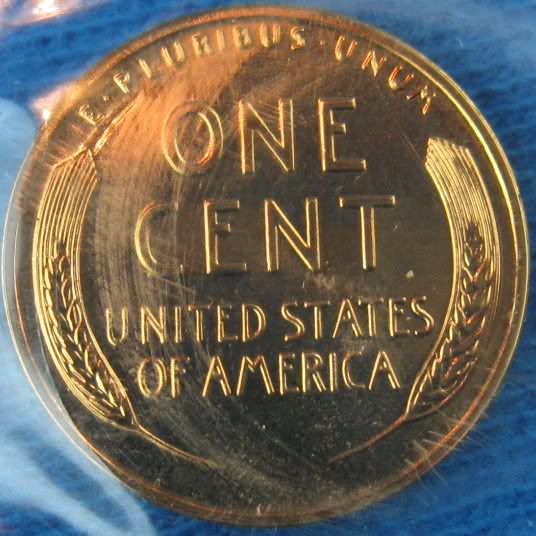 E · PLURIBUS · UNUM
ONE
CENT
UNITED STATES
OF AMERICA